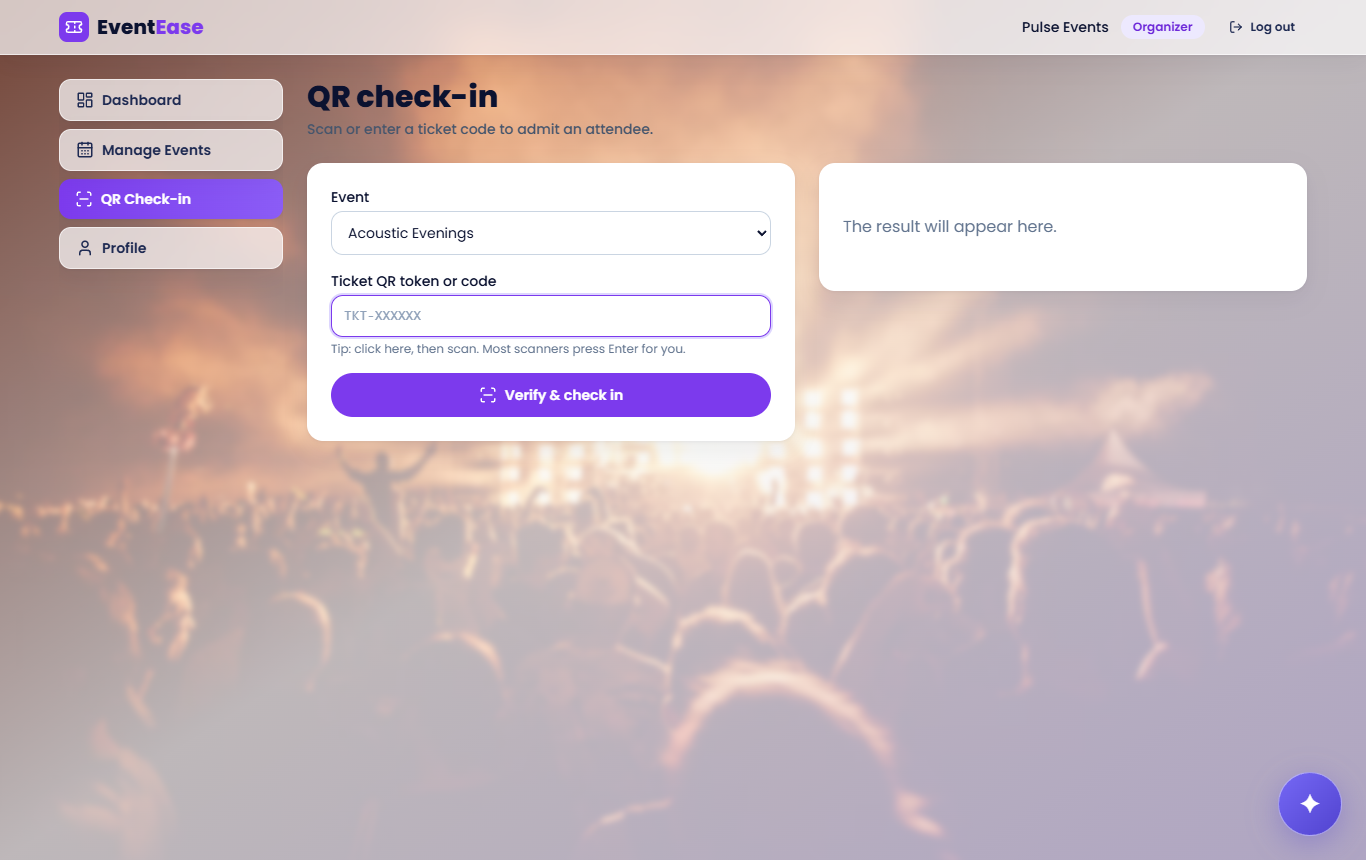 EventEase
Pulse Events
Organizer
Log out
Dashboard
Manage Events
QR Check-in
Profile
QR check-in
Scan or enter a ticket code to admit an attendee.
Event
Acoustic Evenings
Ticket QR token or code
TKT-XXXXXX
Tip: click here, then scan. Most scanners press Enter for you.
Verify & check in
The result will appear here.